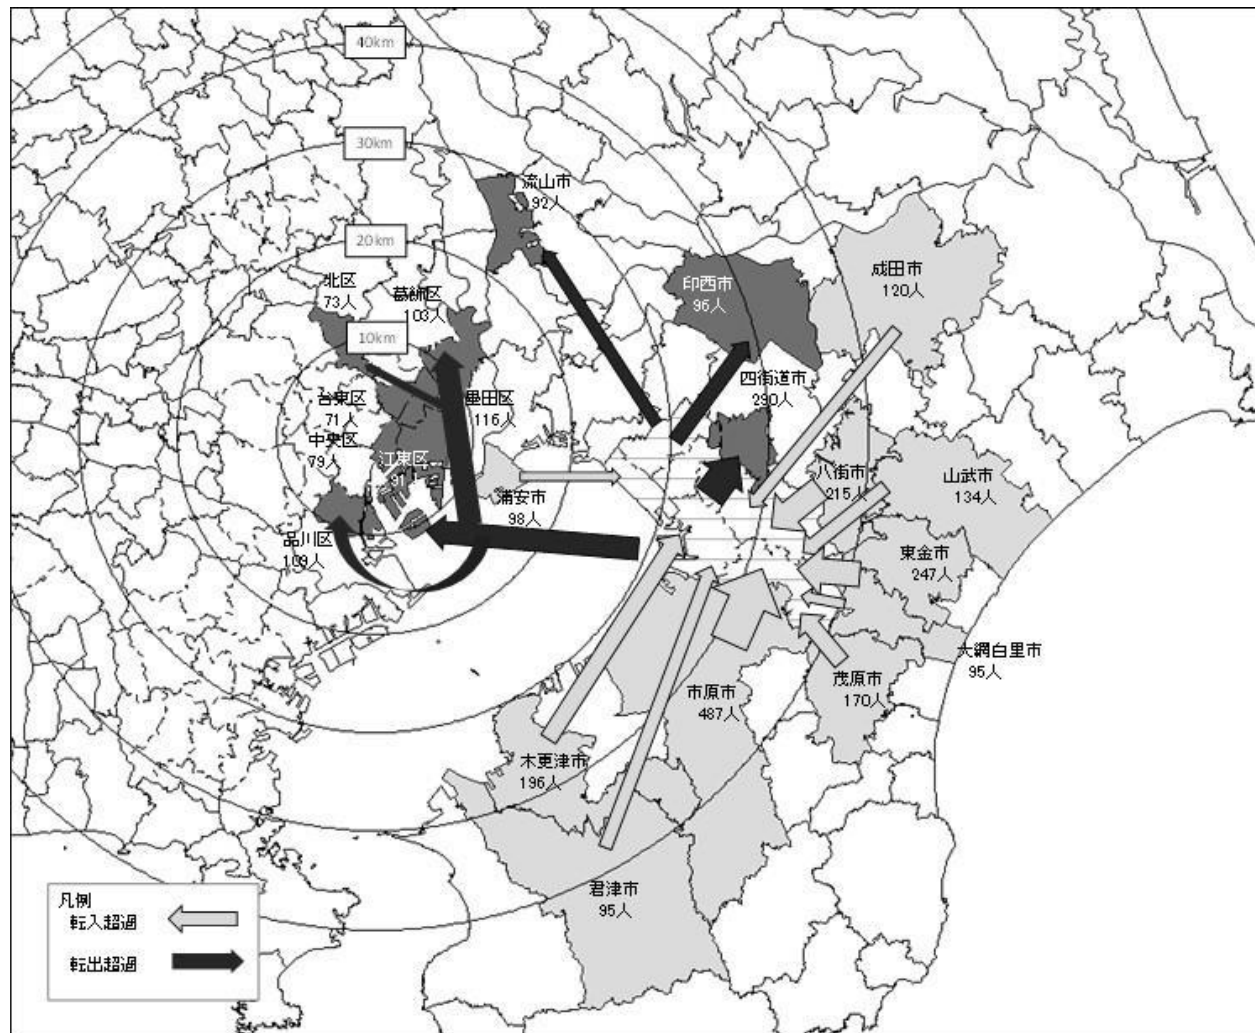 40km
30km
流山市
92人
20km
成田市
120人
印西市
96人
北区
73人
葛飾区
103人
10km
四街道市
290人
台東区
71人
墨田区
116人
中央区
79人
江東区
八街市
215人
山武市
134人
浦安市
98人
品川区
109人
東金市
247人
大網白里市
95人
茂原市
170人
市原市
487人
木更津市
196人
君津市
95人
凡例
転入超過
転出超過